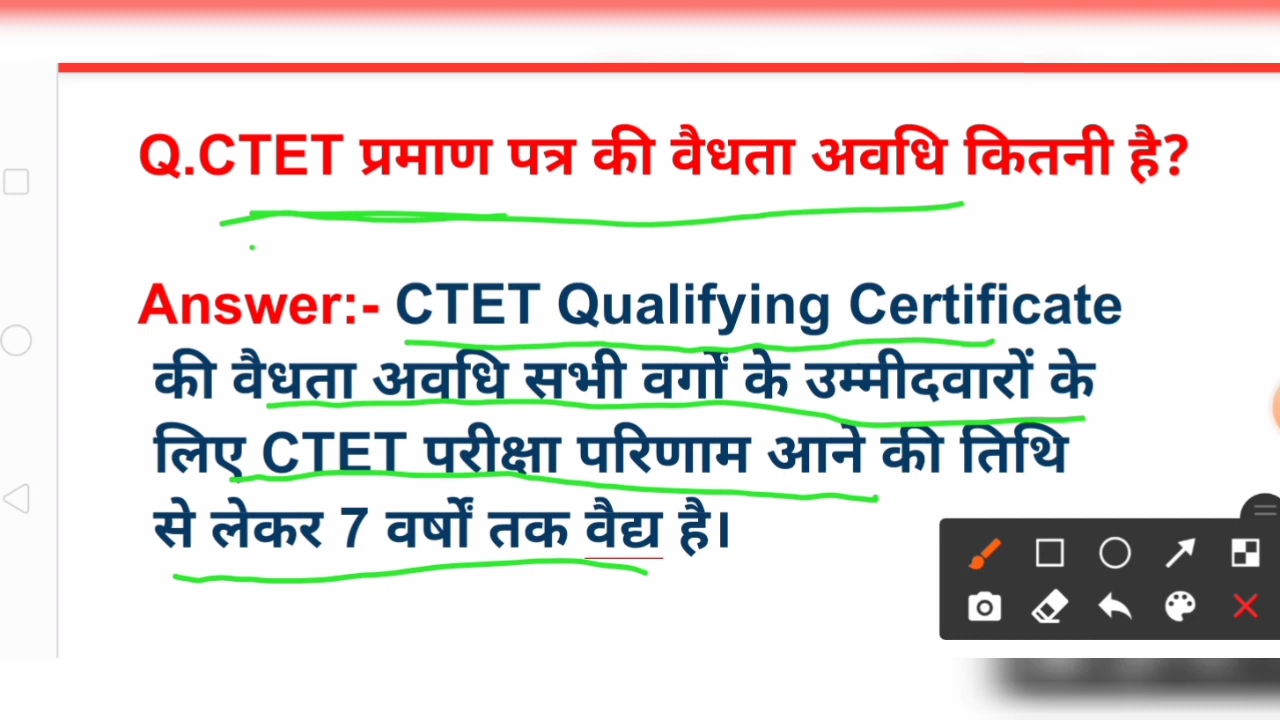 Q.CTET प्रमाण पत्र की वैधता अवधि कितनी है?
Answer:- CTET Qualifying Certificate
की वैधता अवधि सभी वर्गों के उम्मीदवारों के
लिए CTET परीक्षा परिणाम आने की तिथि
से लेकर 7 वर्षों तक वैद्य है।